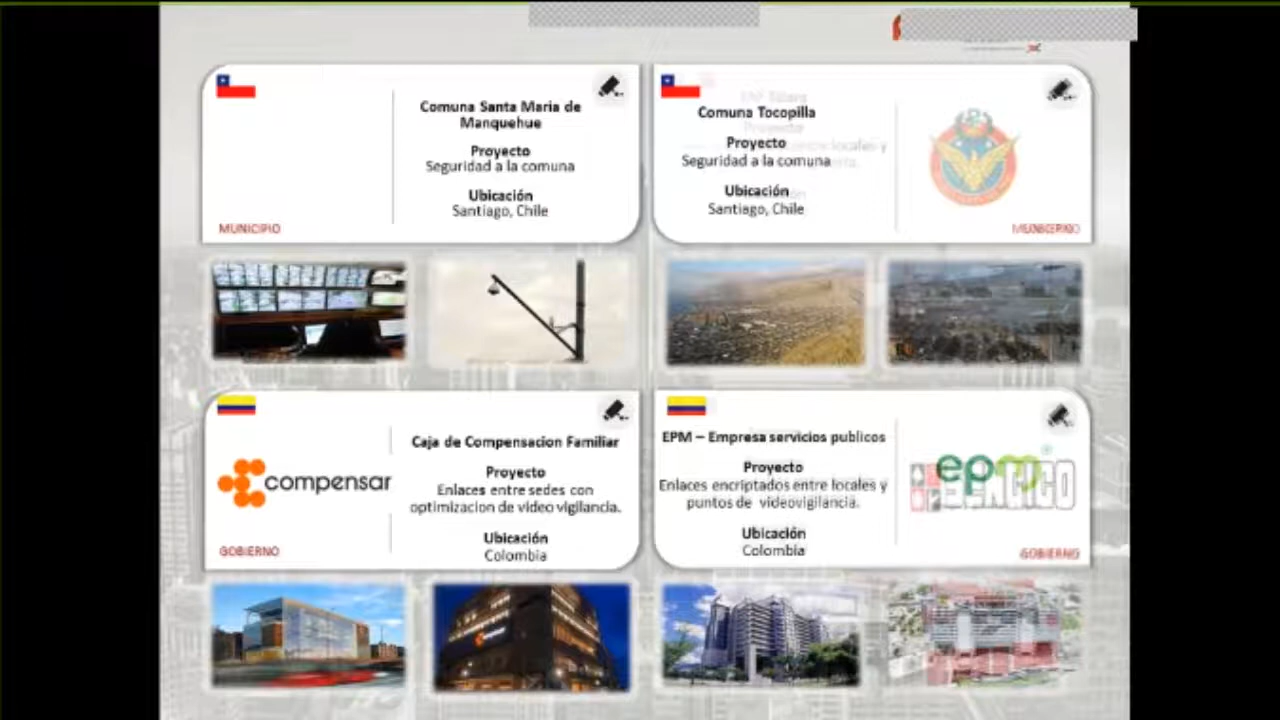 Comuna Santa Maria de
Manquehue
Proyecto
Seguridad a la comuna
Ubicación
Santiago, Chile
MUNICIPIO
Comuna Tocopilla
Proyecto
Seguridad a la comuna
Ubicación
Santiago, Chile
compensar
Caja de Compensacion Familiar
Proyecto
Enlaces entre sedes con
optimizacion de video vigilancia.
Ubicación
Colombia
GOBIERNO
EPM – Empresa servicios publicos
Proyecto
Enlaces encriptados entre locales y
puntos de videovigilancia.
Ubicación
Colombia
epm
GOBIERNO